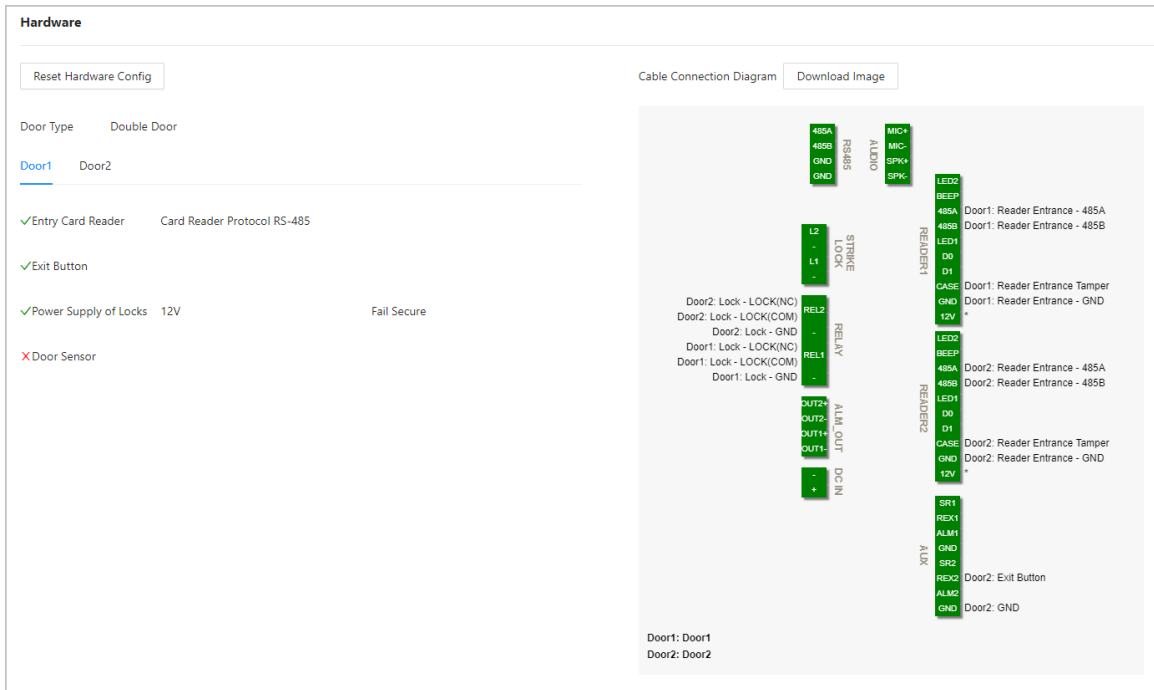 Hardware
Reset Hardware Config
Cable Connection Diagram Download Image
Door Type Double Door
Door1 Door2
✓Entry Card Reader Card Reader Protocol RS-485
✓Exit Button
✓Power Supply of Locks 12V Fail Secure
✗Door Sensor
485A
485B
GND
GND
RS485
AUDIO
MIC+
MIC-
SPK+
SPK-
L2
-
L1
-
STRIKE
LOCK
Door2: Lock - LOCK(NC)
Door2: Lock - LOCK(COM)
Door2: Lock - GND
Door1: Lock - LOCK(NC)
Door1: Lock - LOCK(COM)
Door1: Lock - GND
REL2
-
REL1
-
RELAY
OUT2+
OUT2-
OUT1+
OUT1-
ALM_OUT
-
+
DC IN
READER1
LED2
BEEP
485A Door1: Reader Entrance - 485A
485B Door1: Reader Entrance - 485B
LED1
D0
D1
CASE Door1: Reader Entrance Tamper
GND Door1: Reader Entrance - GND
12V *
READER2
LED2
BEEP
485A Door2: Reader Entrance - 485A
485B Door2: Reader Entrance - 485B
LED1
D0
D1
CASE Door2: Reader Entrance Tamper
GND Door2: Reader Entrance - GND
12V *
AUX
SR1
REX1
ALM1
GND
SR2
REX2 Door2: Exit Button
ALM2
GND Door2: GND
Door1: Door1
Door2: Door2